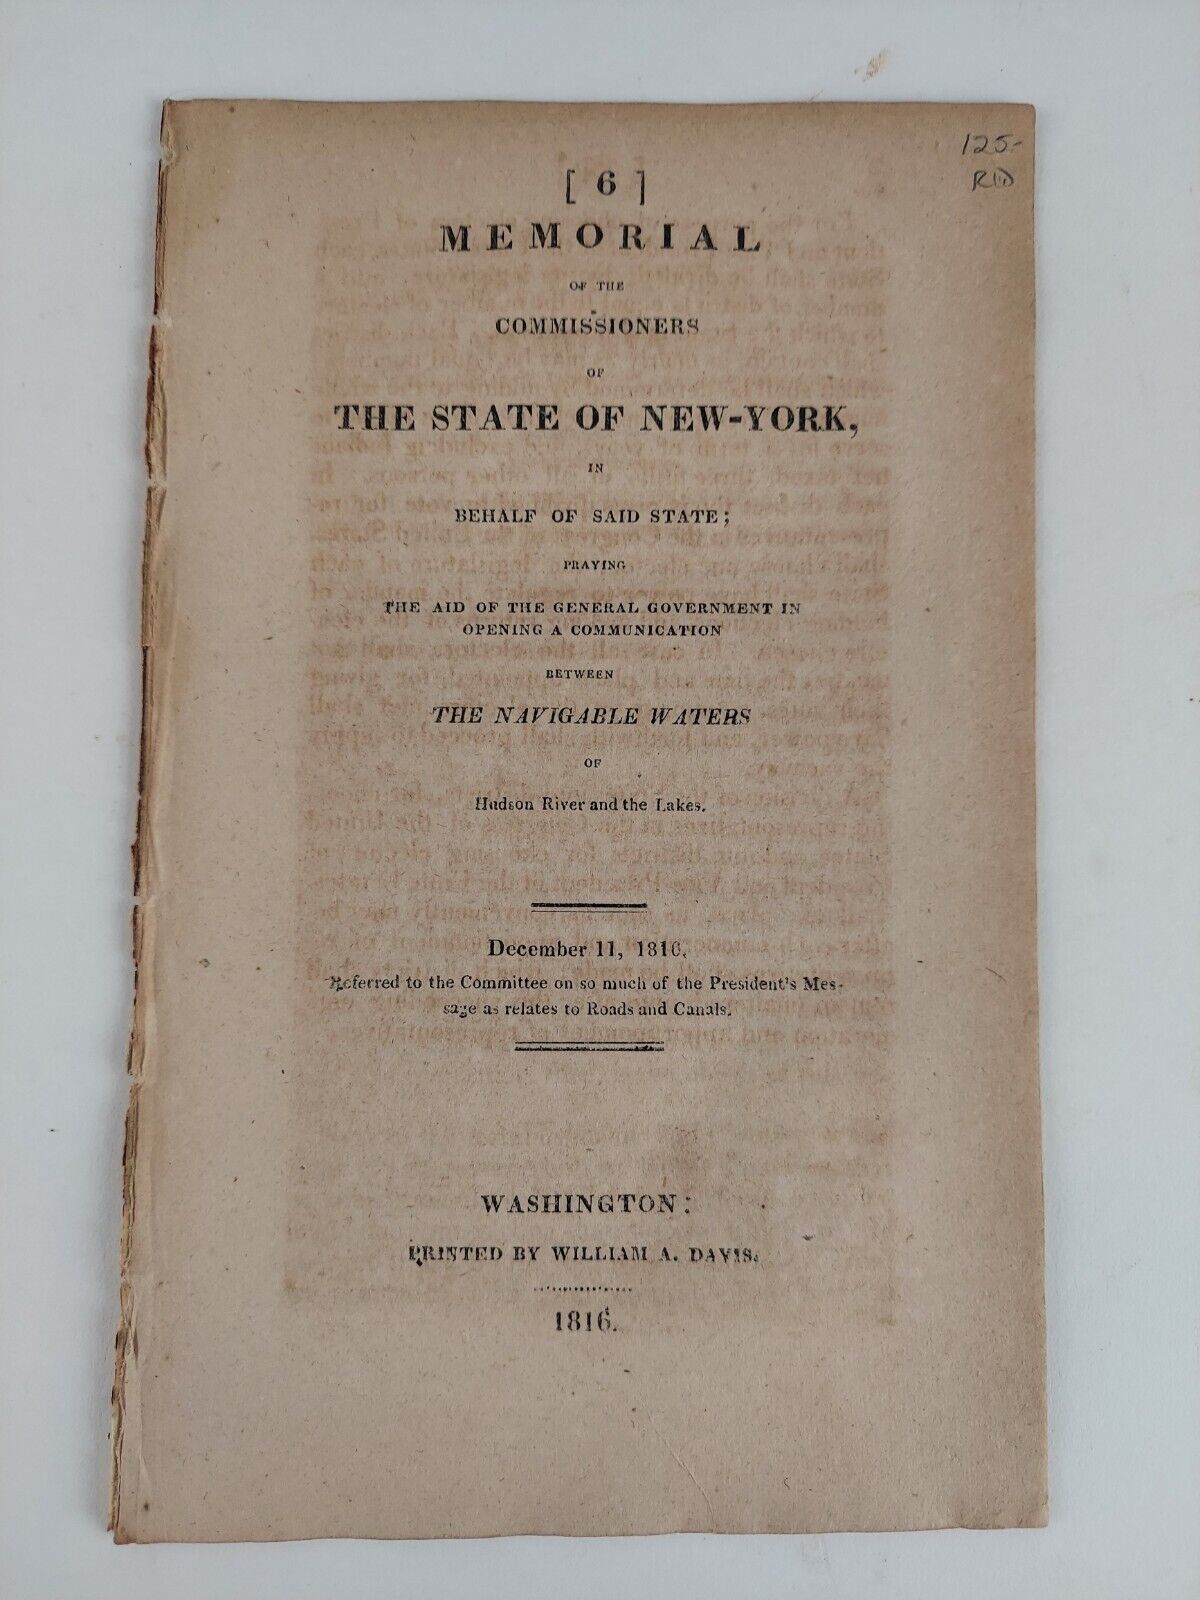 125-
RD
[ 6 ]
MEMORIAL
OF THE
COMMISSIONERS
OF
THE STATE OF NEW-YORK,
IN
BEHALF OF SAID STATE;
PRAYING
THE AID OF THE GENERAL GOVERNMENT IN
OPENING A COMMUNICATION
BETWEEN
THE NAVIGABLE WATERS
OF
Hudson River and the Lakes.
December 11, 1816.
Referred to the Committee on so much of the President's Mes-
sage as relates to Roads and Canals.
WASHINGTON:
PRINTED BY WILLIAM A. DAVIS.
1816.